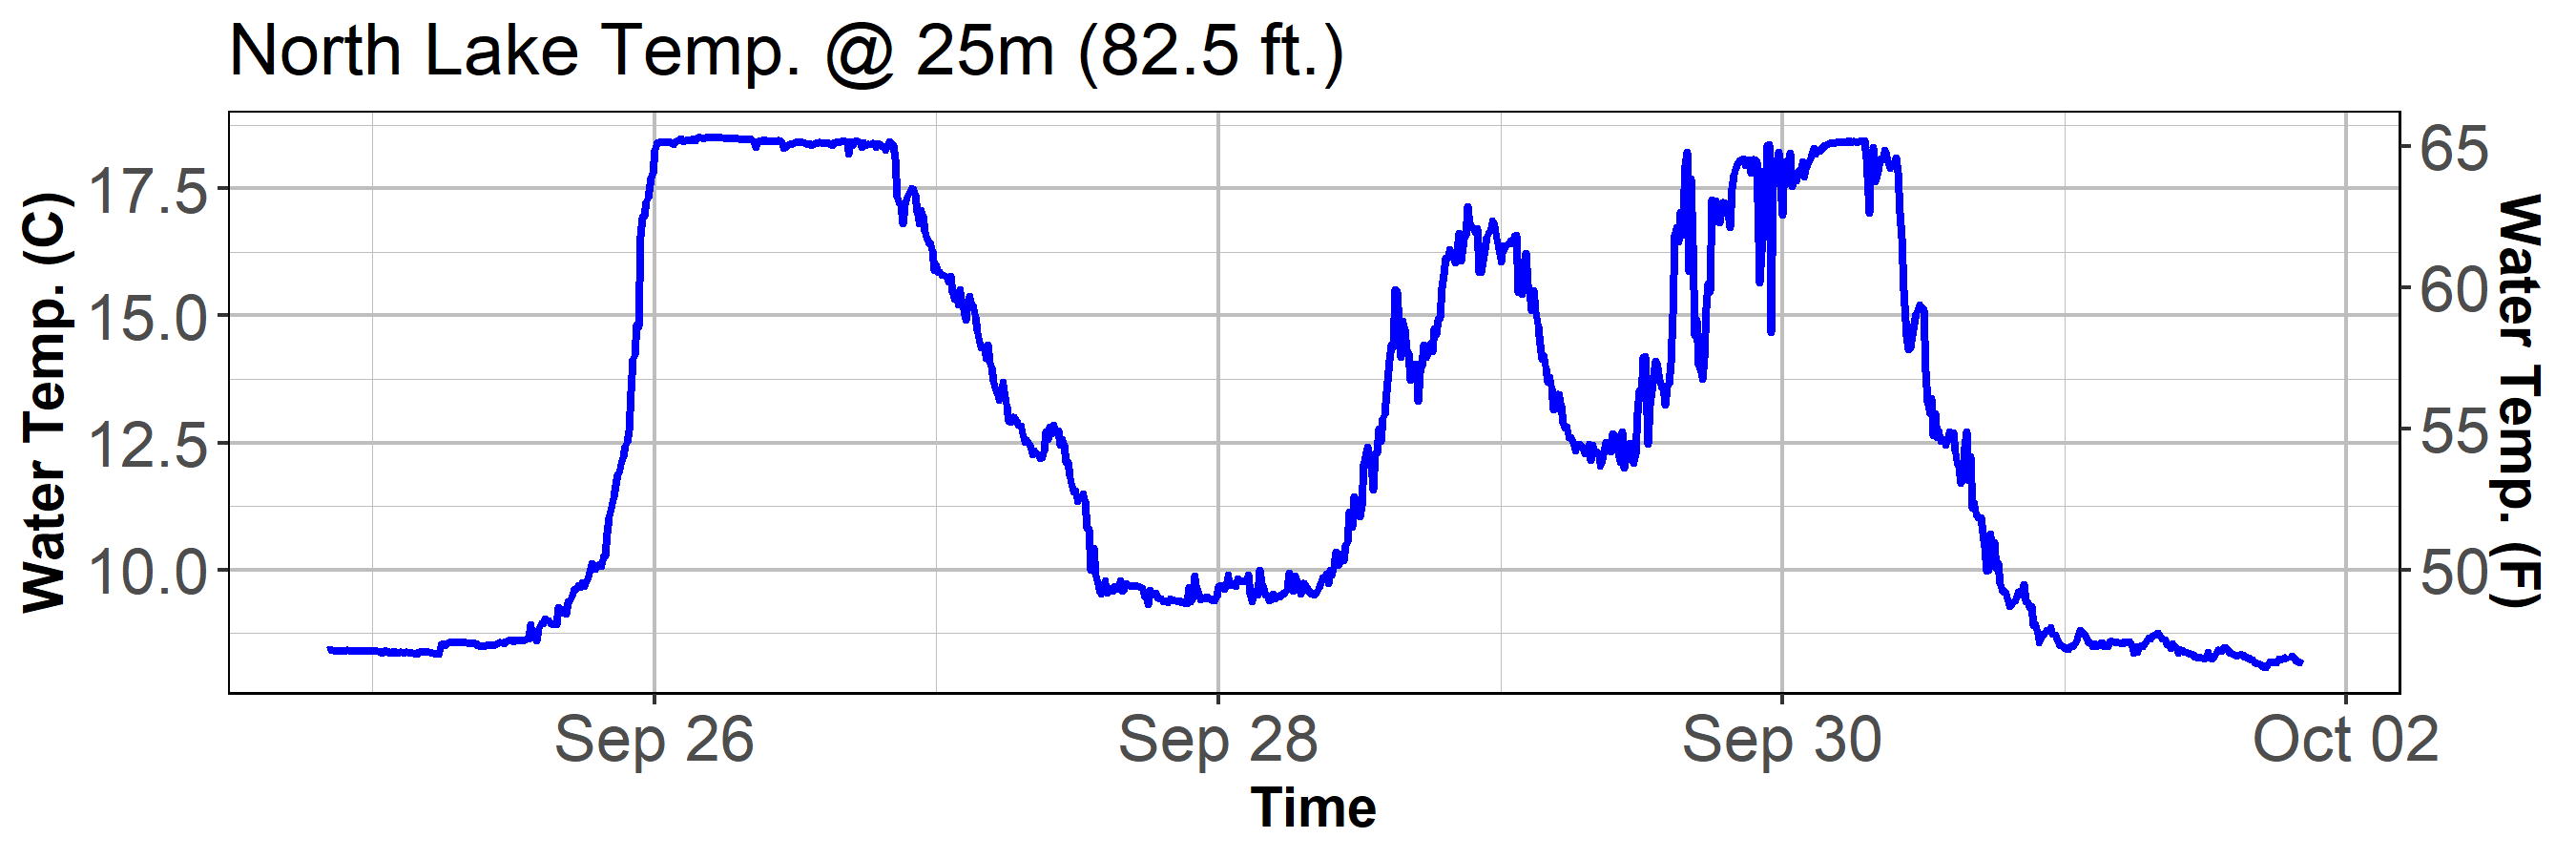 North Lake Temp. @ 25m (82.5 ft.)
Water Temp. (C)
17.5
15.0
12.5
10.0
65
60
55
50
Water Temp. (F)
Sep 26
Sep 28
Sep 30
Oct 02
Time